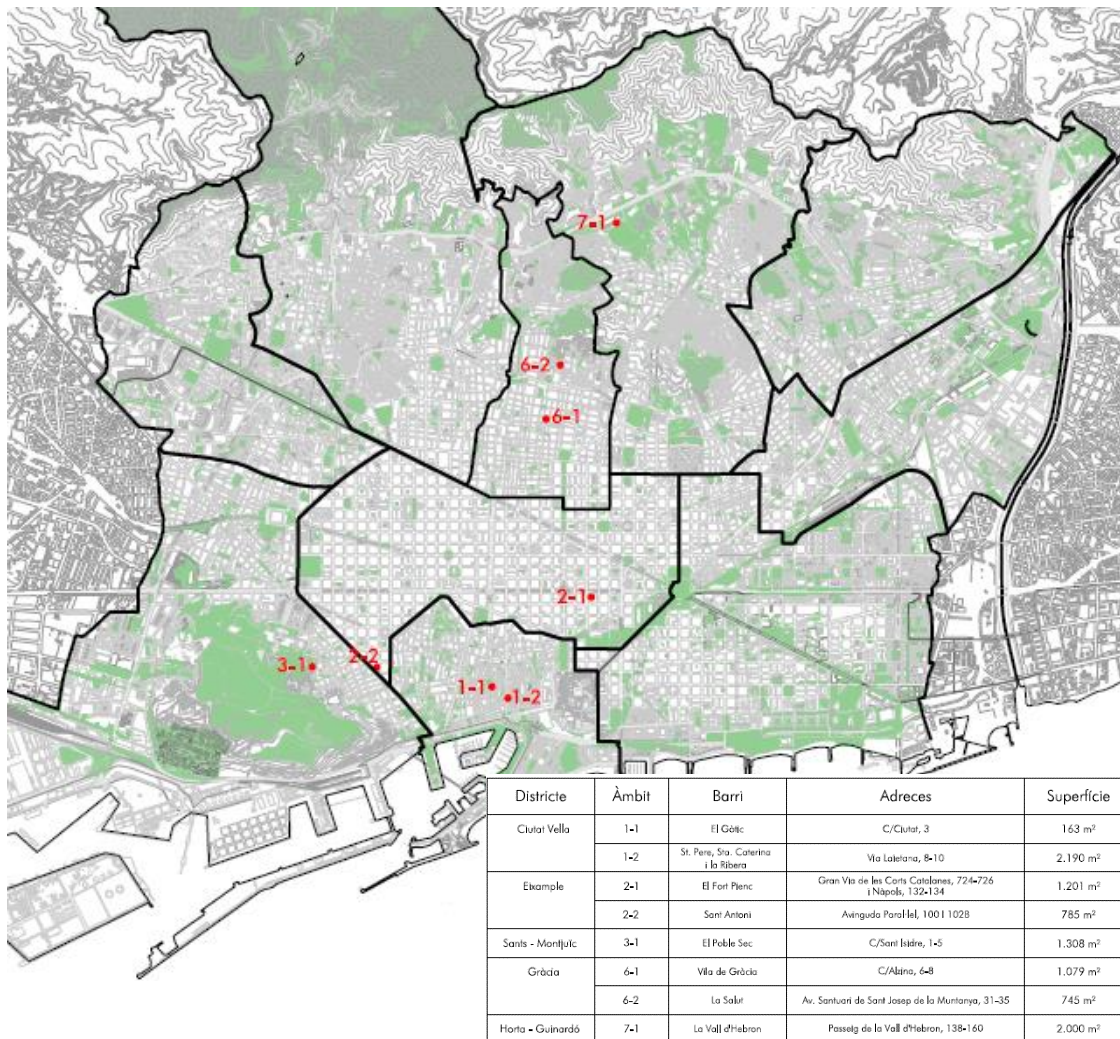 7-1
6-2
6-1
2-1
2-2
3-1
1-1
1-2
Districte Àmbit Barri Adreces Superfície
Ciutat Vella 1-1 El Gòtic C/Ciutat, 3 163 m²
1-2 St. Pere, Sta. Caterina
i la Ribera Via Laietana, 8-10 2.190 m²
Eixample 2-1 El Fort Pienc Gran Via de les Corts Catalanes, 724-726
i Nàpols, 132-134 1.201 m²
2-2 Sant Antoni Avinguda Paral·lel, 100 I 102B 785 m²
Sants - Montjuïc 3-1 El Poble Sec C/Sant Isidre, 1-5 1.308 m²
Gràcia 6-1 Vila de Gràcia C/Alzina, 6-8 1.079 m²
6-2 La Salut Av. Santuari de Sant Josep de la Muntanya, 31-35 745 m²
Horta - Guinardó 7-1 La Vall d'Hebron Passeig de la Vall d'Hebron, 138-160 2.000 m²